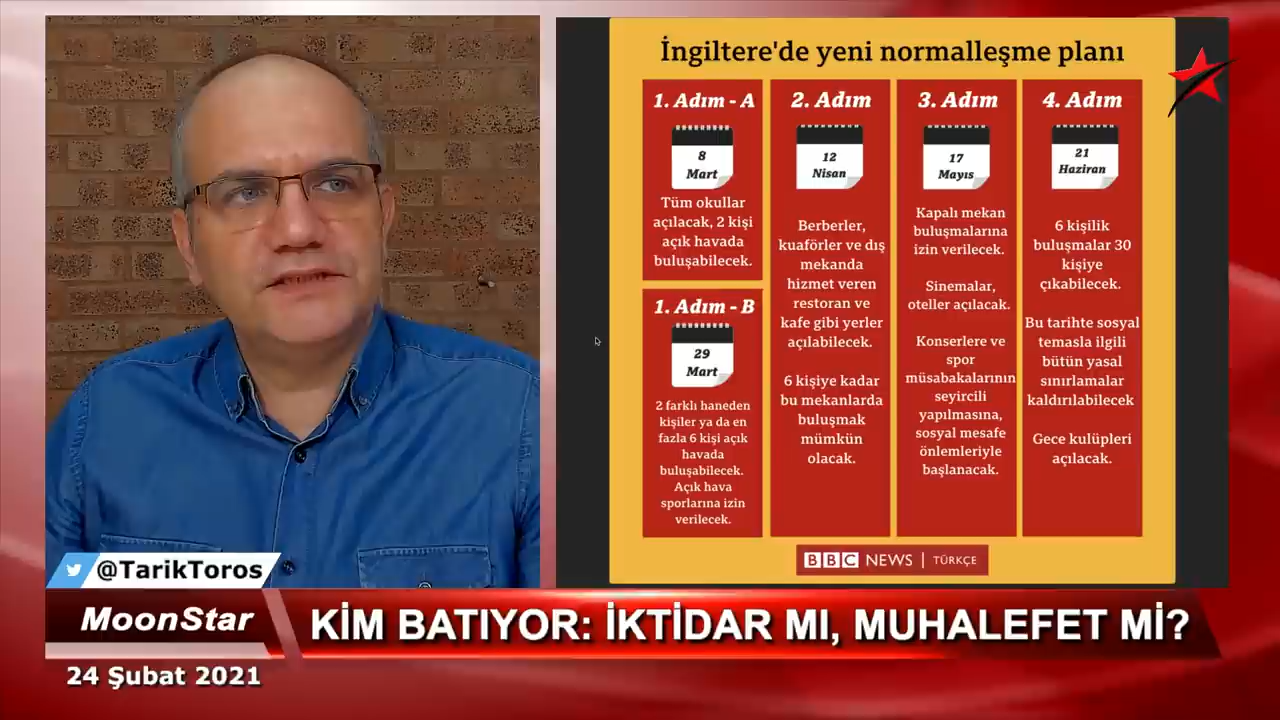 İngiltere'de yeni normalleşme planı
1. Adım - A
8
Mart
Tüm okullar
açılacak, 2 kişi
açık havada
buluşabilecek.
1. Adım - B
29
Mart
2 farklı haneden
kişiler ya da en
fazla 6 kişi açık
havada
buluşabilecek.
Açık hava
sporlarına izin
verilecek.
2. Adım
12
Nisan
Berberler,
kuaförler ve dış
mekanda
hizmet veren
restoran ve
kafe gibi yerler
açılabilecek.
6 kişiye kadar
bu mekanlarda
buluşmak
mümkün
olacak.
3. Adım
17
Mayıs
Kapalı mekan
buluşmalarına
izin verilecek.
Sinemalar,
oteller açılacak.
Konserlere ve
spor
müsabakalarının
seyircili
yapılmasına,
sosyal mesafe
önlemleriyle
başlanacak.
4. Adım
21
Haziran
6 kişilik
buluşmalar 30
kişiye
çıkabilecek.
Bu tarihte sosyal
temasla ilgili
bütün yasal
sınırlamalar
kaldırılabilecek
Gece kulüpleri
açılacak.
BBC NEWS | TÜRKÇE
@TarikToros
MoonStar
KİM BATIYOR: İKTİDAR MI, MUHALEFET Mİ?
24 Şubat 2021